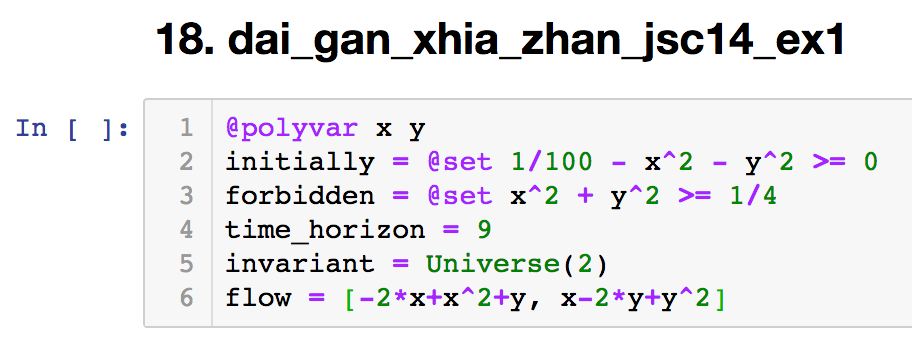 18. dai_gan_xhia_zhan_jsc14_ex1
In [ ]:
1 @polyvar x y
2 initially = @set 1/100 - x^2 - y^2 >= 0
3 forbidden = @set x^2 + y^2 >= 1/4
4 time_horizon = 9
5 invariant = Universe(2)
6 flow = [-2*x+x^2+y, x-2*y+y^2]